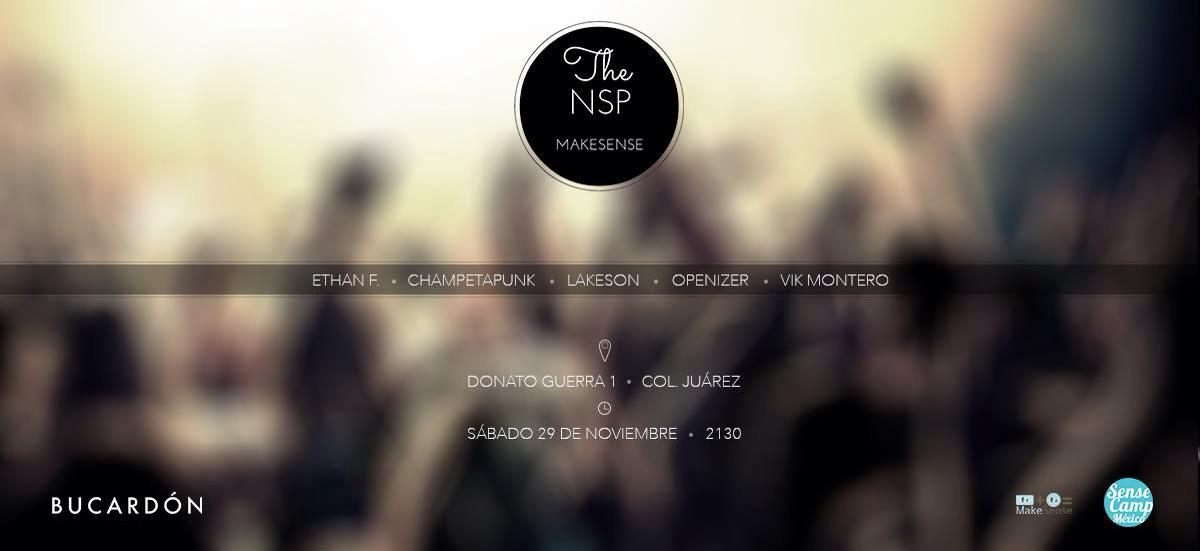 The
NSP
MAKESENSE
ETHAN F. • CHAMPETAPUNK • LAKESON • OPENIZER • VIK MONTERO
DONATO GUERRA 1 • COL. JUÁREZ
SÁBADO 29 DE NOVIEMBRE • 2130
BUCARDÓN
MakeSense
Sense
Camp
México